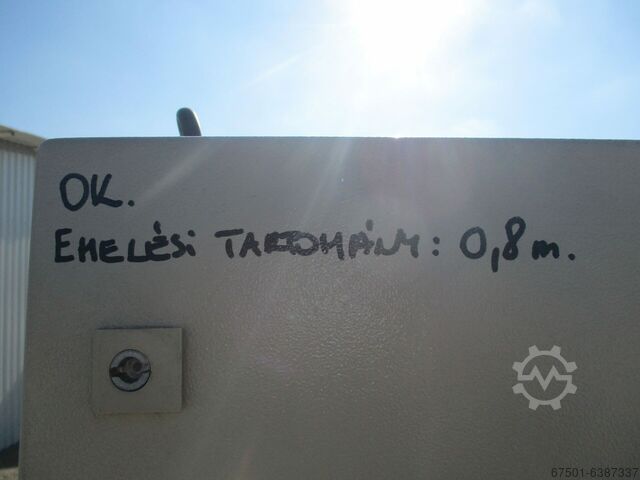 OK.
EMELÉSi TARTOMÁNY: 0,8 m.
67501-6387337